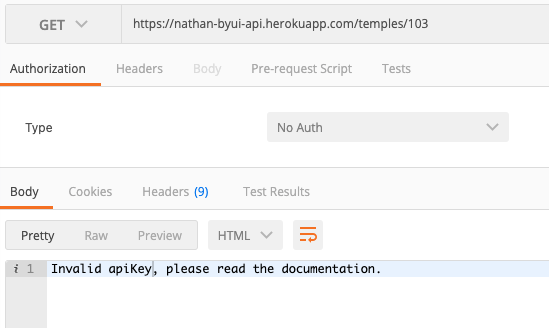 GET https://nathan-byui-api.herokuapp.com/temples/103
Authorization Headers Body Pre-request Script Tests
Type No Auth
Body Cookies Headers (9) Test Results
Pretty Raw Preview HTML
i 1 Invalid apiKey, please read the documentation.